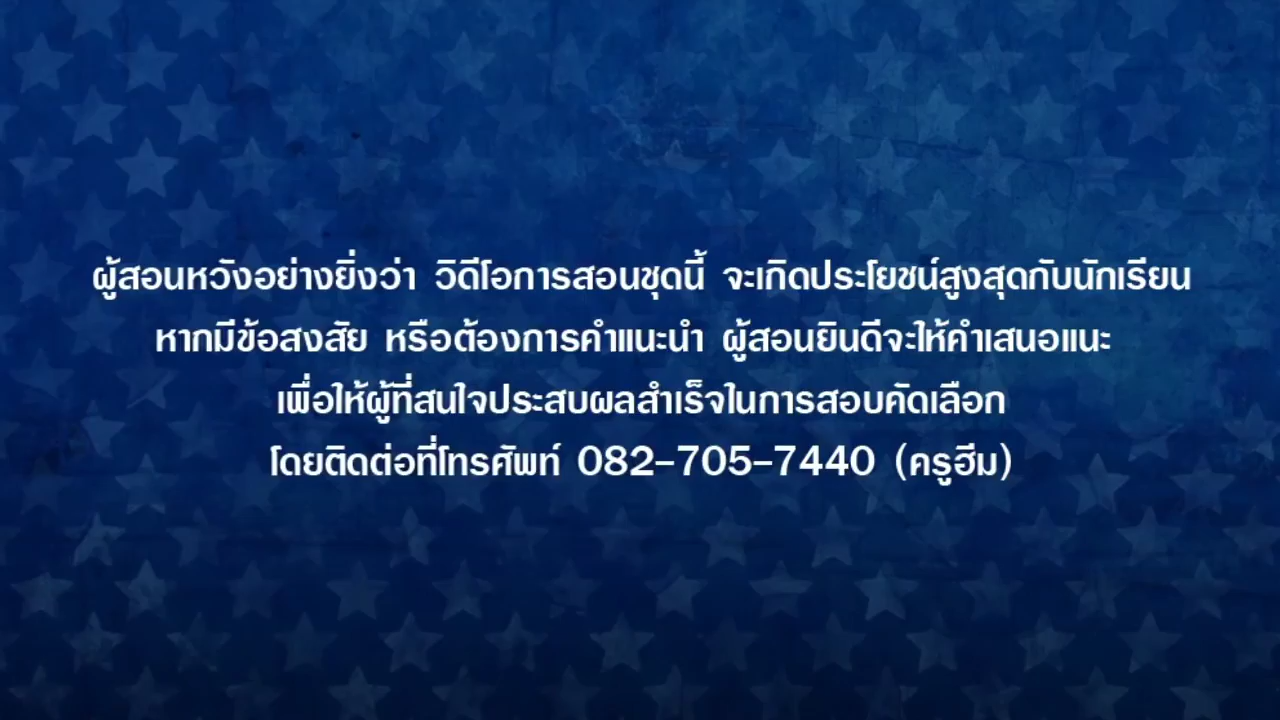 ผู้สอนหวังอย่างยิ่งว่า วิดีโอการสอนชุดนี้ จะเกิดประโยชน์สูงสุดกับนักเรียน
หากมีข้อสงสัย หรือต้องการคำแนะนำ ผู้สอนยินดีจะให้คำเสนอแนะ
เพื่อให้ผู้ที่สนใจประสบผลสำเร็จในการสอบคัดเลือก
โดยติดต่อที่โทรศัพท์ 082-705-7440 (ครูฮีม)